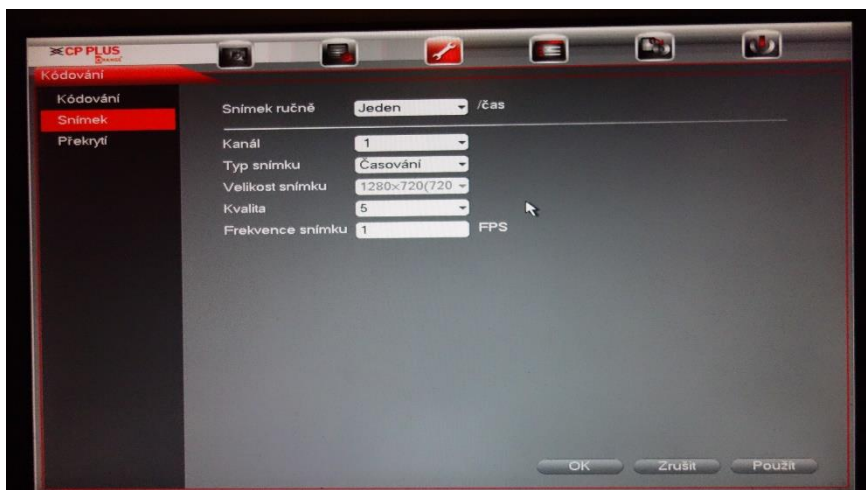 CP PLUS
Kódování
Kódování
Snímek
Překrytí
Snímek ručně Jeden /čas
Kanál 1
Typ snímku Časování
Velikost snímku 1280×720(720
Kvalita 5
Frekvence snímku 1 FPS
OK Zrušit Použít